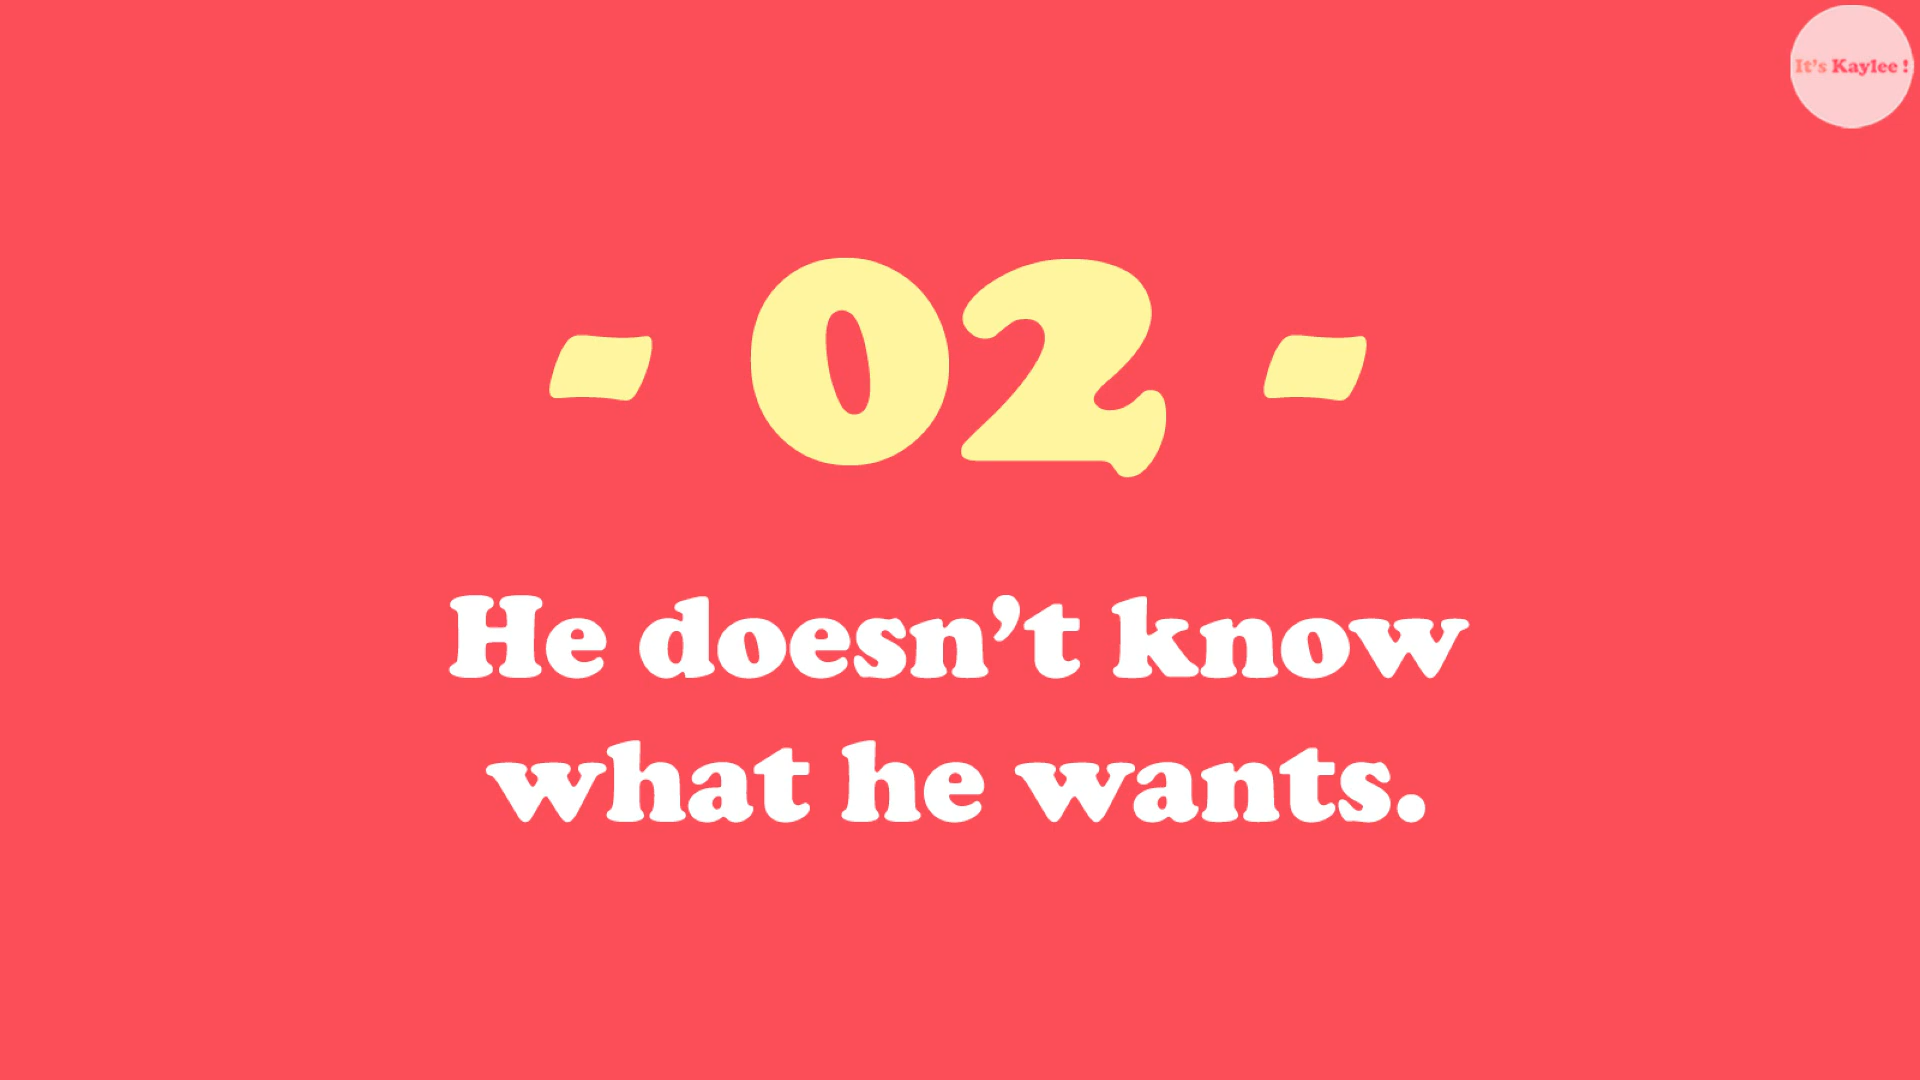 It's Kaylee !
- 02 -
He doesn’t know
what he wants.